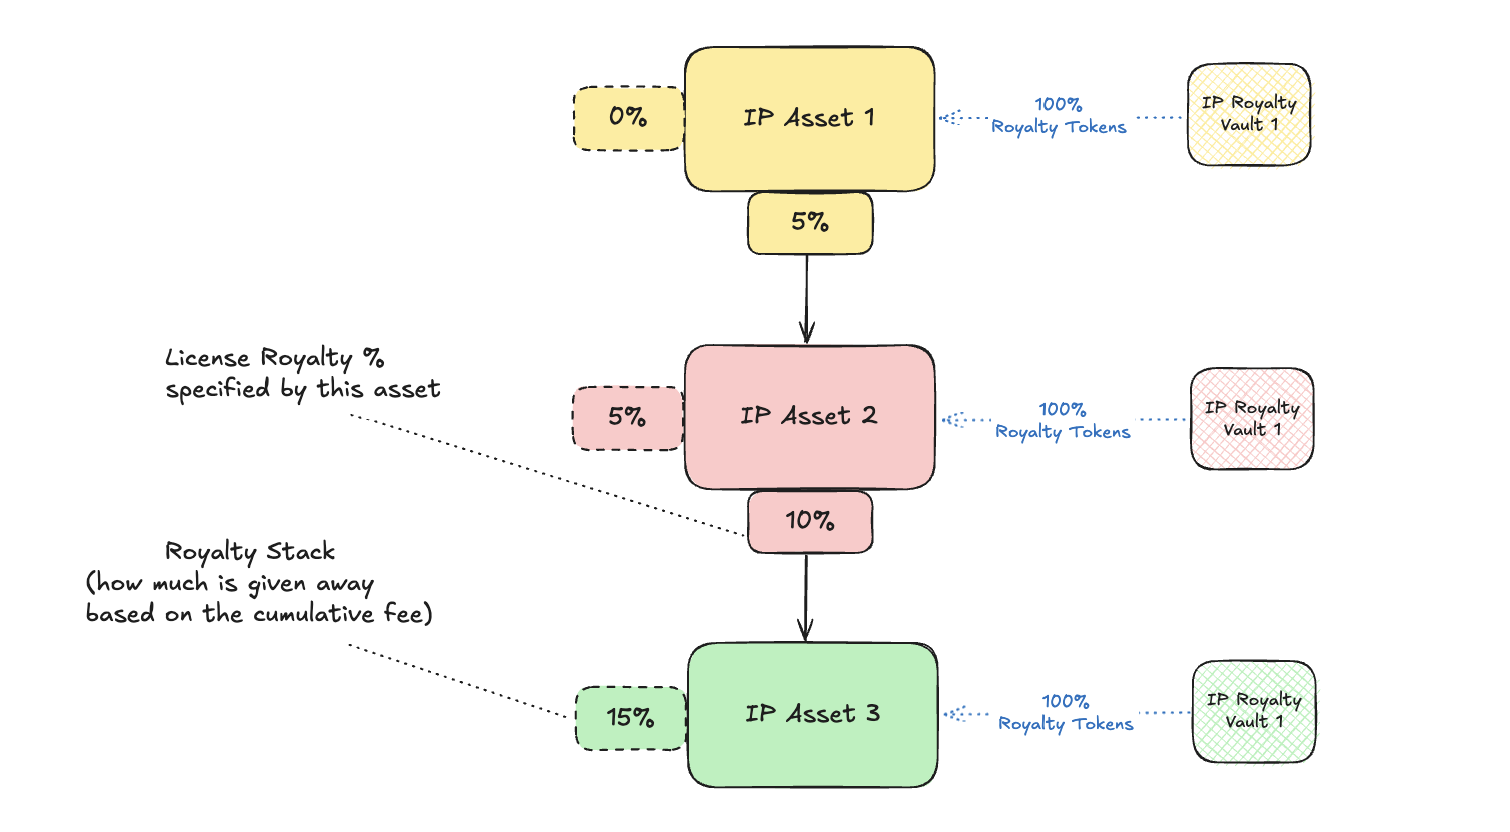 0%
IP Asset 1
100%
Royalty Tokens
IP Royalty
Vault 1
5%
License Royalty %
specified by this asset
5%
IP Asset 2
100%
Royalty Tokens
IP Royalty
Vault 1
10%
Royalty Stack
(how much is given away
based on the cumulative fee)
15%
IP Asset 3
100%
Royalty Tokens
IP Royalty
Vault 1